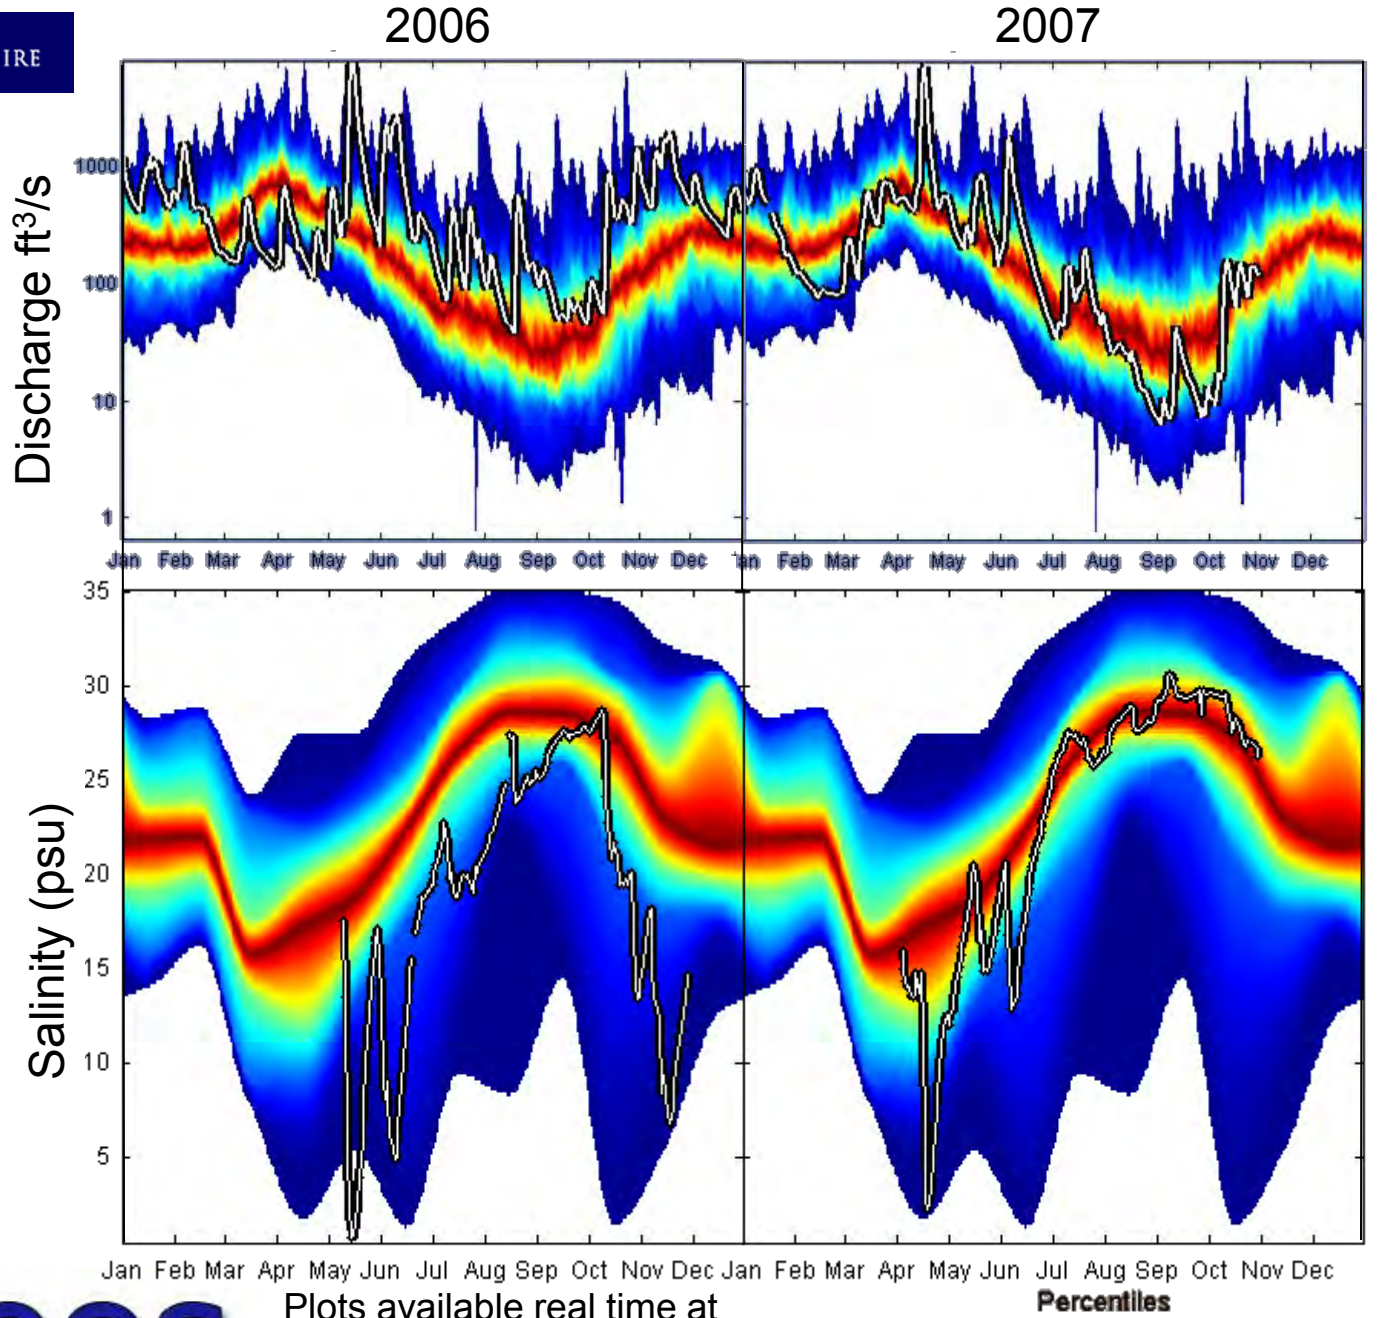 2006 2007
IRE
Discharge ft³/s
1000
100
10
1
Jan Feb Mar Apr May Jun Jul Aug Sep Oct Nov Dec Jan Feb Mar Apr May Jun Jul Aug Sep Oct Nov Dec
Salinity (psu)
35
30
25
20
15
10
5
Jan Feb Mar Apr May Jun Jul Aug Sep Oct Nov Dec Jan Feb Mar Apr May Jun Jul Aug Sep Oct Nov Dec
Plots available real time at
Percentiles